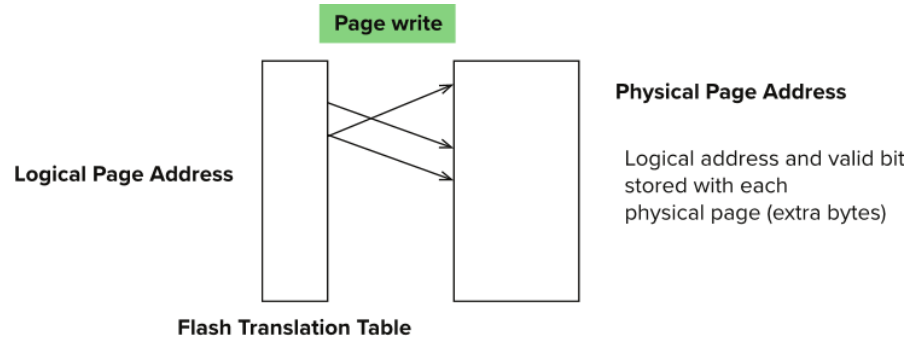 Page write
Physical Page Address
Logical Page Address
Logical address and valid bit
stored with each
physical page (extra bytes)
Flash Translation Table